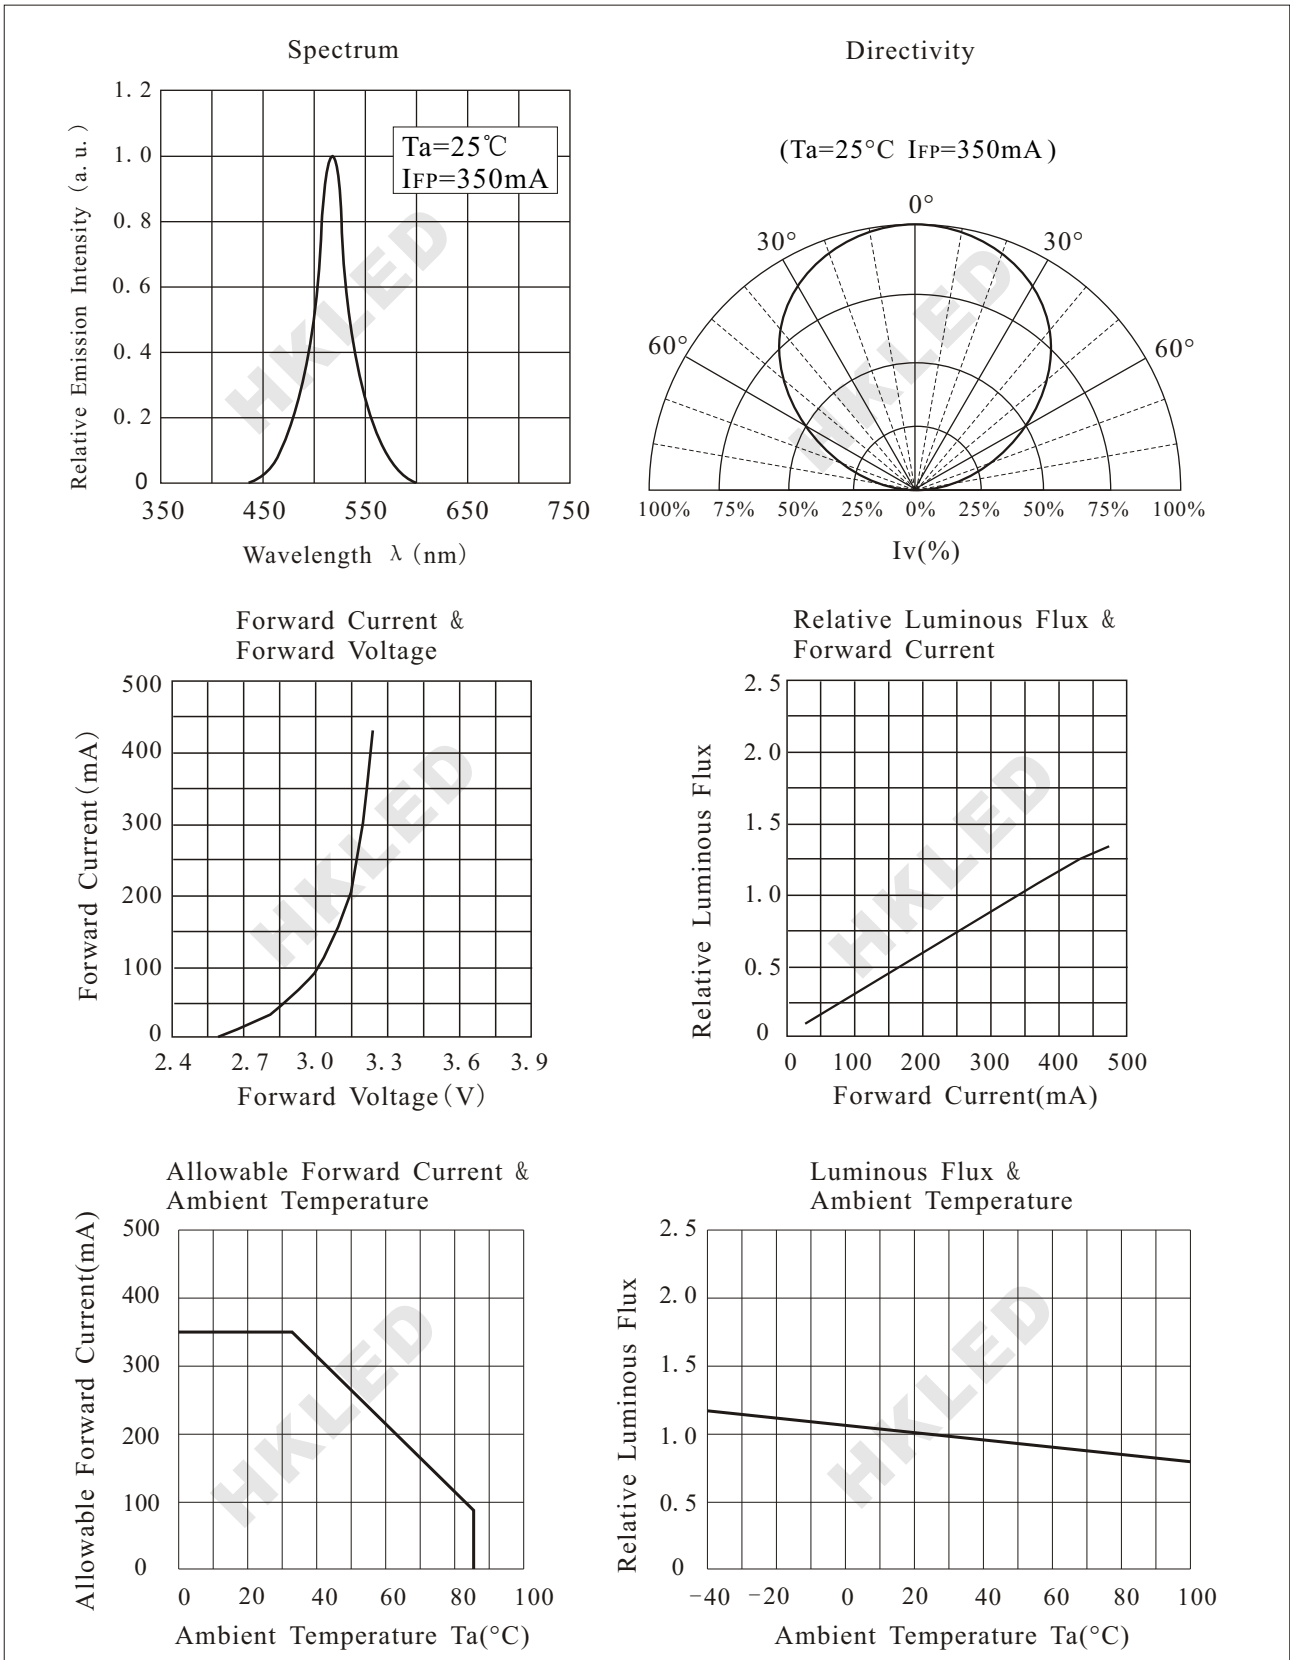 Spectrum
1.2
1.0
0.8
0.6
0.4
0.2
0
350 450 550 650 750
Relative Emission Intensity (a.u.)
Wavelength λ (nm)
Ta=25℃
IFP=350mA
HKLED
Directivity
(Ta=25°C IFP=350mA)
0°
30° 30°
60° 60°
100% 75% 50% 25% 0% 25% 50% 75% 100%
Iv(%)
HKLED
Forward Current &
Forward Voltage
500
400
300
200
100
0
2.4 2.7 3.0 3.3 3.6 3.9
Forward Current(mA)
Forward Voltage(V)
HKLED
Relative Luminous Flux &
Forward Current
2.5
2.0
1.5
1.0
0.5
0
0 100 200 300 400 500
Relative Luminous Flux
Forward Current(mA)
HKLED
Allowable Forward Current &
Ambient Temperature
500
400
300
200
100
0
0 20 40 60 80 100
Allowable Forward Current(mA)
Ambient Temperature Ta(°C)
HKLED
Luminous Flux &
Ambient Temperature
2.5
2.0
1.5
1.0
0.5
0
−40 −20 0 20 40 60 80 100
Relative Luminous Flux
Ambient Temperature Ta(°C)
HKLED